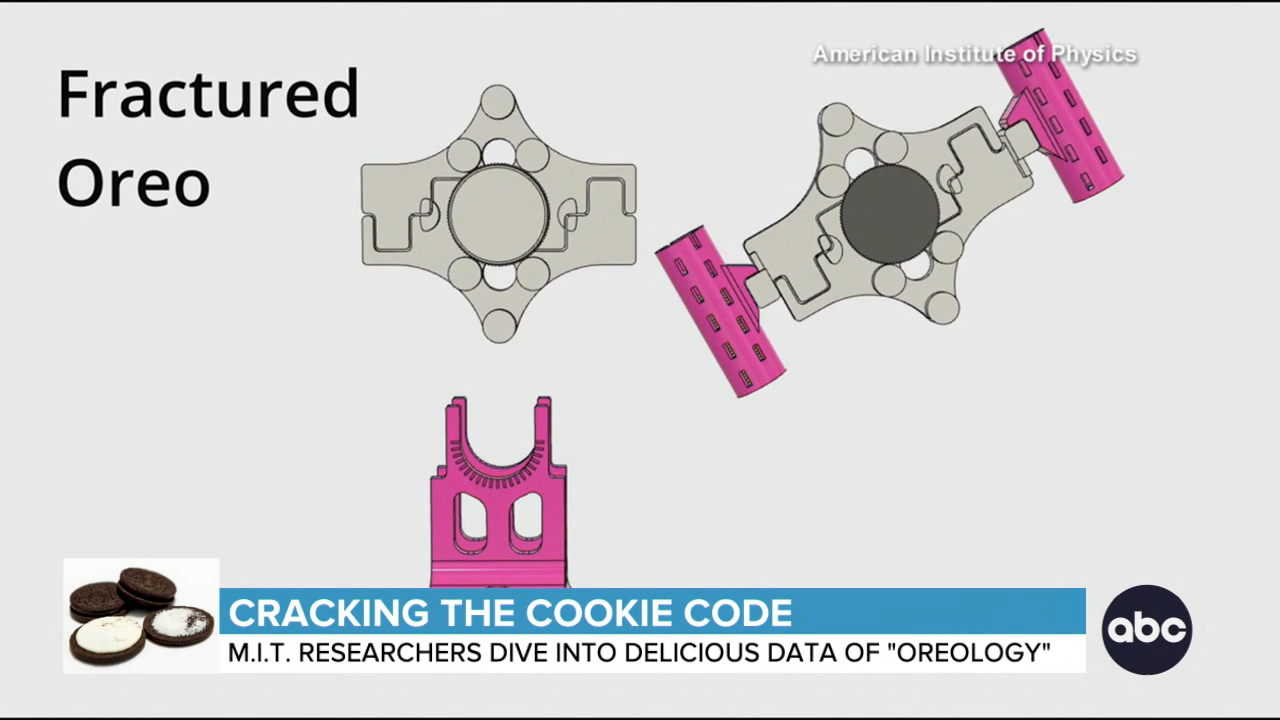 American Institute of Physics
Fractured
Oreo
CRACKING THE COOKIE CODE
M.I.T. RESEARCHERS DIVE INTO DELICIOUS DATA OF "OREOLOGY"
abc